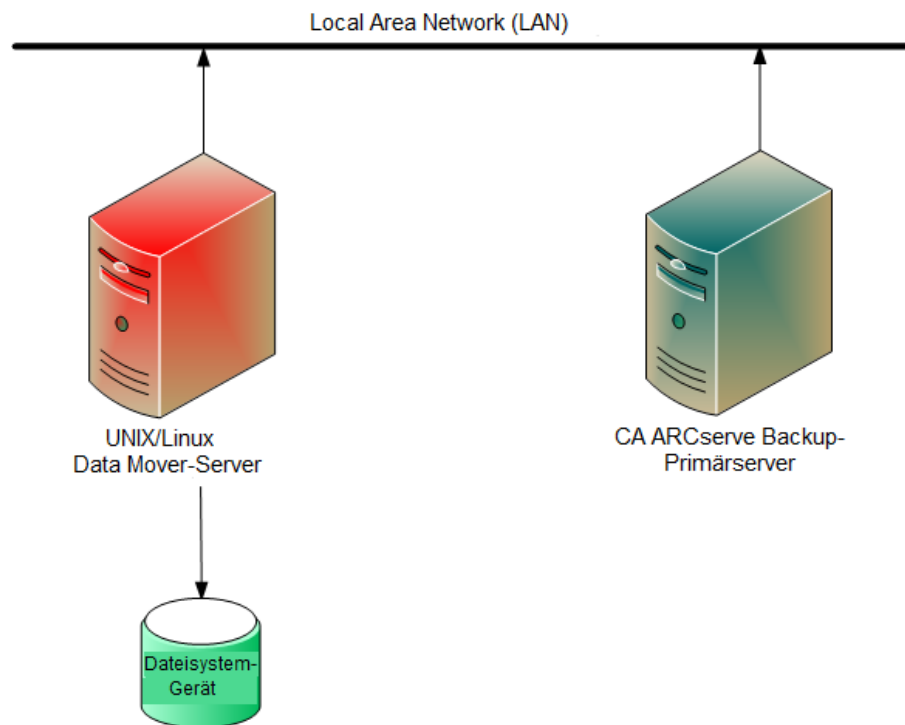 Local Area Network (LAN)
UNIX/Linux
Data Mover-Server
CA ARCserve Backup-
Primärserver
Dateisystem-
Gerät